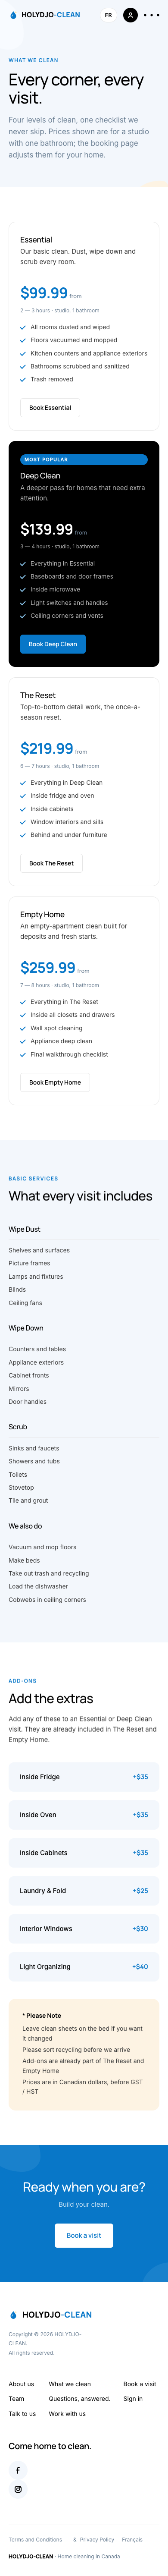 HOLYDJO-CLEAN
FR
WHAT WE CLEAN
Every corner, every
visit.
Four levels of clean, one checklist we
never skip. Prices shown are for a studio
with one bathroom; the booking page
adjusts them for your home.
Essential
Our basic clean. Dust, wipe down and
scrub every room.
$99.99 from
2 — 3 hours · studio, 1 bathroom
All rooms dusted and wiped
Floors vacuumed and mopped
Kitchen counters and appliance exteriors
Bathrooms scrubbed and sanitized
Trash removed
Book Essential
MOST POPULAR
Deep Clean
A deeper pass for homes that need extra
attention.
$139.99 from
3 — 4 hours · studio, 1 bathroom
Everything in Essential
Baseboards and door frames
Inside microwave
Light switches and handles
Ceiling corners and vents
Book Deep Clean
The Reset
Top-to-bottom detail work, the once-a-
season reset.
$219.99 from
6 — 7 hours · studio, 1 bathroom
Everything in Deep Clean
Inside fridge and oven
Inside cabinets
Window interiors and sills
Behind and under furniture
Book The Reset
Empty Home
An empty-apartment clean built for
deposits and fresh starts.
$259.99 from
7 — 8 hours · studio, 1 bathroom
Everything in The Reset
Inside all closets and drawers
Wall spot cleaning
Appliance deep clean
Final walkthrough checklist
Book Empty Home
BASIC SERVICES
What every visit includes
Wipe Dust
Shelves and surfaces
Picture frames
Lamps and fixtures
Blinds
Ceiling fans
Wipe Down
Counters and tables
Appliance exteriors
Cabinet fronts
Mirrors
Door handles
Scrub
Sinks and faucets
Showers and tubs
Toilets
Stovetop
Tile and grout
We also do
Vacuum and mop floors
Make beds
Take out trash and recycling
Load the dishwasher
Cobwebs in ceiling corners
ADD-ONS
Add the extras
Add any of these to an Essential or Deep Clean
visit. They are already included in The Reset and
Empty Home.
Inside Fridge +$35
Inside Oven +$35
Inside Cabinets +$35
Laundry & Fold +$25
Interior Windows +$30
Light Organizing +$40
* Please Note
Leave clean sheets on the bed if you want
it changed
Please sort recycling before we arrive
Add-ons are already part of The Reset and
Empty Home
Prices are in Canadian dollars, before GST
/ HST
Ready when you are?
Build your clean.
Book a visit
HOLYDJO-CLEAN
Copyright © 2026 HOLYDJO-
CLEAN.
All rights reserved.
About us What we clean Book a visit
Team Questions, answered. Sign in
Talk to us Work with us
Come home to clean.
Terms and Conditions & Privacy Policy Français
HOLYDJO-CLEAN · Home cleaning in Canada